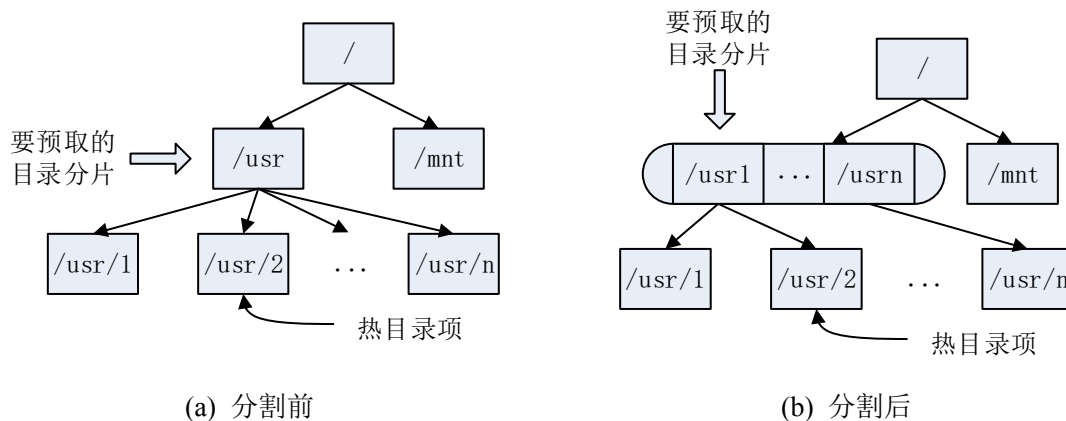 /
要预取的
目录分片
/usr
/mnt
/usr/1
/usr/2
...
/usr/n
热目录项
(a) 分割前
要预取的
目录分片
/
/usr1
...
/usrn
/mnt
/usr/1
/usr/2
...
/usr/n
热目录项
(b) 分割后